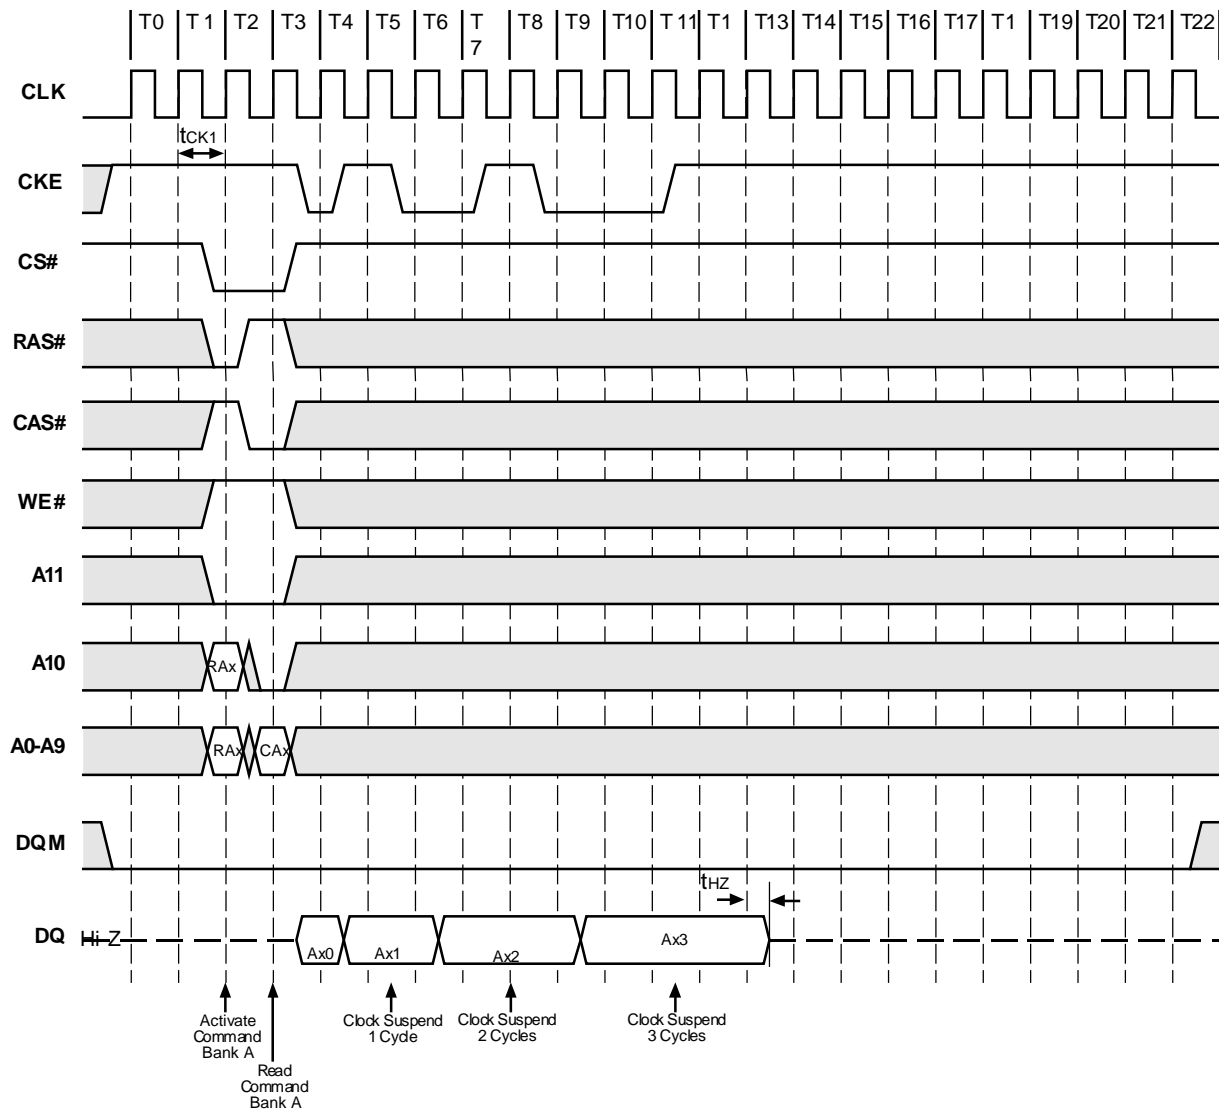 T0 T 1 T2 T3 T4 T5 T6 T 7 T8 T9 T10 T 11 T1 T13 T14 T15 T16 T17 T1 T19 T20 T21 T22
CLK
tCK1
CKE
CS#
RAS#
CAS#
WE#
A11
A10
RAx
A0-A9
RAx CAx
DQM
tHZ
DQ Hi-Z
Ax0 Ax1 Ax2 Ax3
Activate
Command
Bank A
Read
Command
Bank A
Clock Suspend
1 Cycle
Clock Suspend
2 Cycles
Clock Suspend
3 Cycles